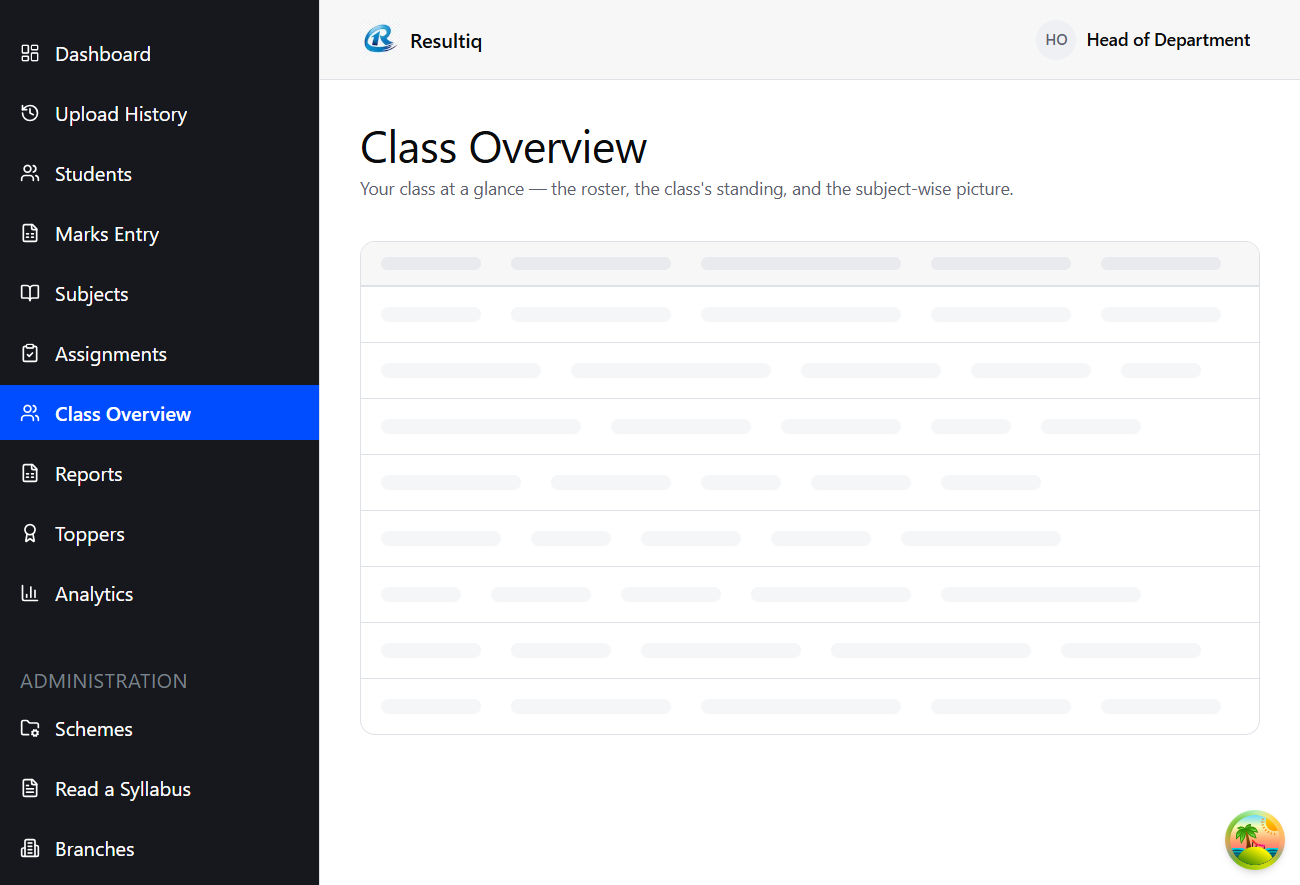 Dashboard
Upload History
Students
Marks Entry
Subjects
Assignments
Class Overview
Reports
Toppers
Analytics
ADMINISTRATION
Schemes
Read a Syllabus
Branches
Resultiq
HO Head of Department
Class Overview
Your class at a glance — the roster, the class's standing, and the subject-wise picture.